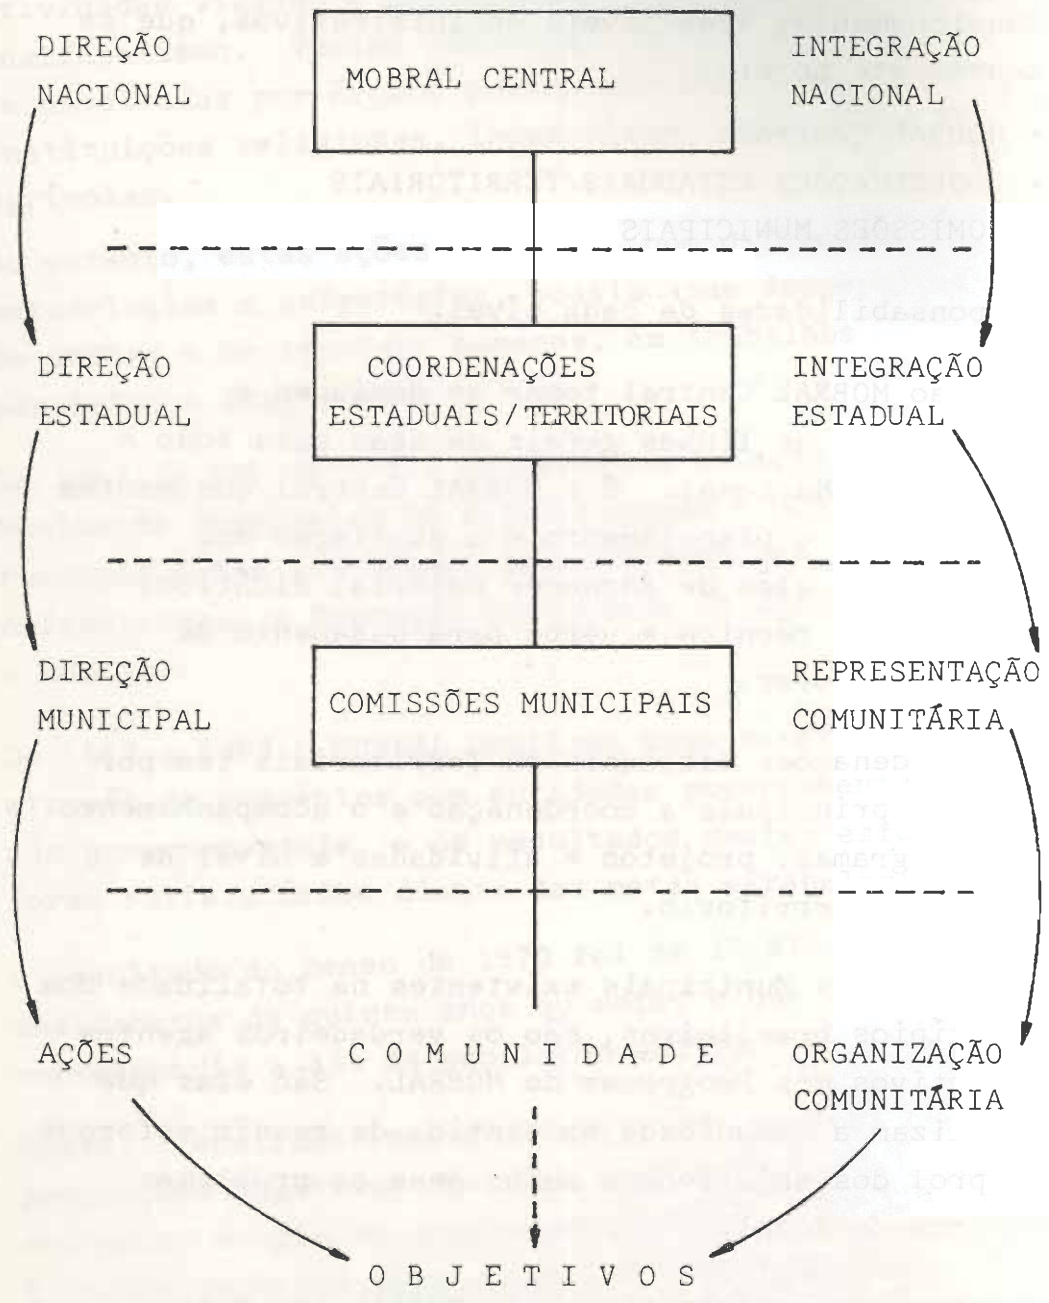 DIREÇÃO
NACIONAL
MOBRAL CENTRAL
INTEGRAÇÃO
NACIONAL
DIREÇÃO
ESTADUAL
COORDENAÇÕES
ESTADUAIS/TERRITORIAIS
INTEGRAÇÃO
ESTADUAL
DIREÇÃO
MUNICIPAL
COMISSÕES MUNICIPAIS
REPRESENTAÇÃO
COMUNITÁRIA
AÇÕES
C O M U N I D A D E
ORGANIZAÇÃO
COMUNITÁRIA
O B J E T I V O S